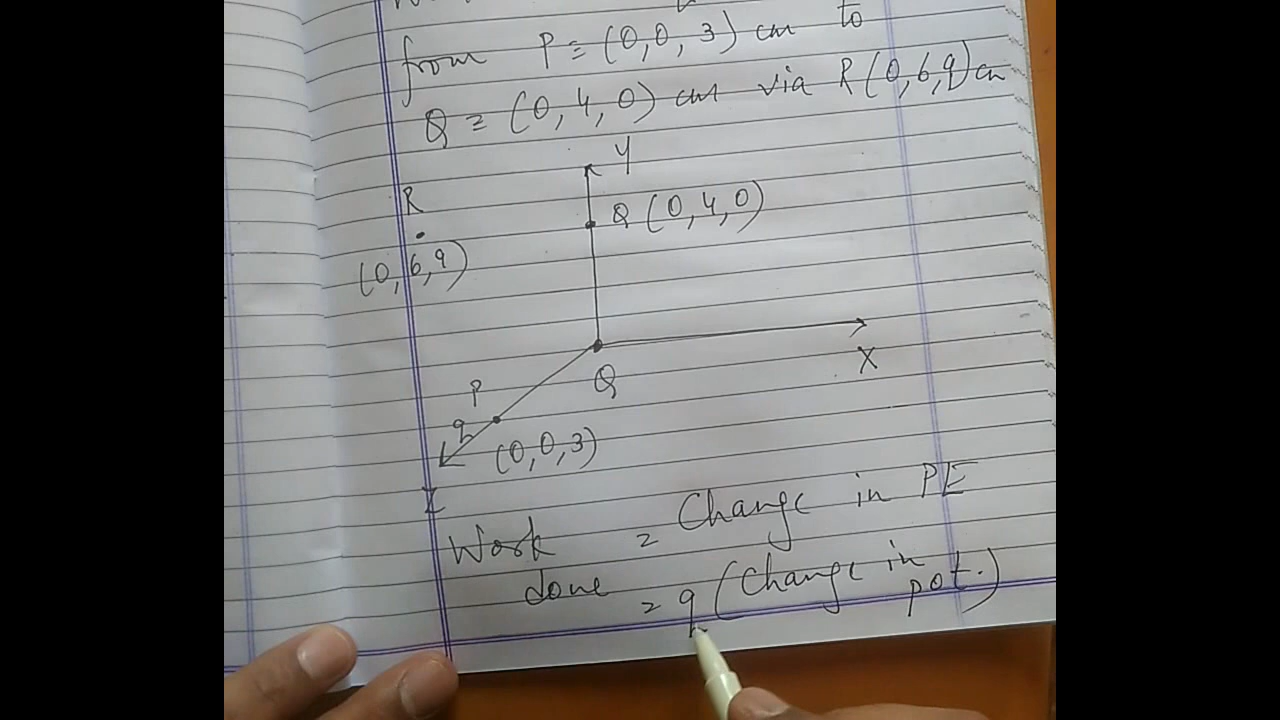 from P ≡ (0,0,3) cm to
Q ≡ (0,4,0) cm via R(0,6,9)cm
Y
R
Q (0,4,0)
(0,6,9)
X
Q
P
q
(0,0,3)
Z
Work done = Change in PE
= q (Change in pot.)